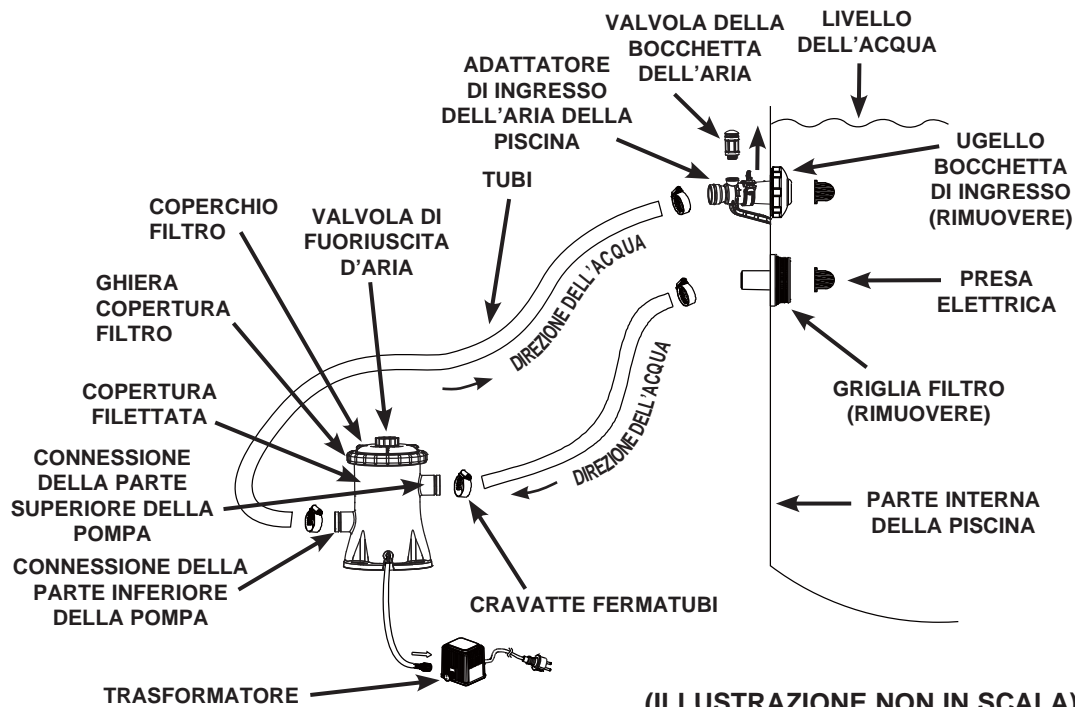 VALVOLA DELLA
BOCCHETTA
DELL'ARIA
LIVELLO
DELL'ACQUA
ADATTATORE
DI INGRESSO
DELL'ARIA DELLA
PISCINA
UGELLO
BOCCHETTA
DI INGRESSO
(RIMUOVERE)
TUBI
COPERCHIO
FILTRO
VALVOLA DI
FUORIUSCITA
D'ARIA
GHIERA
COPERTURA
FILTRO
PRESA
ELETTRICA
DIREZIONE DELL'ACQUA
DIREZIONE DELL'ACQUA
GRIGLIA FILTRO
(RIMUOVERE)
COPERTURA
FILETTATA
CONNESSIONE
DELLA PARTE
SUPERIORE DELLA
POMPA
PARTE INTERNA
DELLA PISCINA
CONNESSIONE DELLA
PARTE INFERIORE
DELLA POMPA
CRAVATTE FERMATUBI
TRASFORMATORE
(ILLUSTRAZIONE NON IN SCALA)